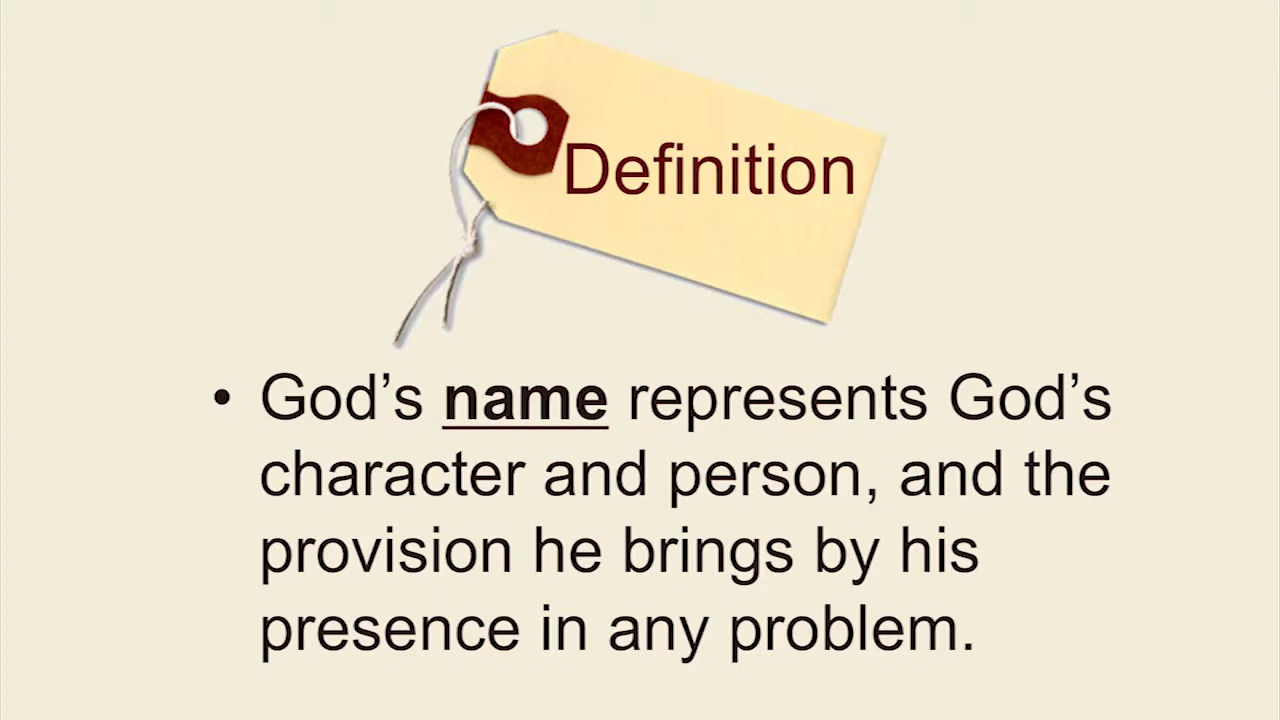 Definition
• God’s name represents God’s
character and person, and the
provision he brings by his
presence in any problem.